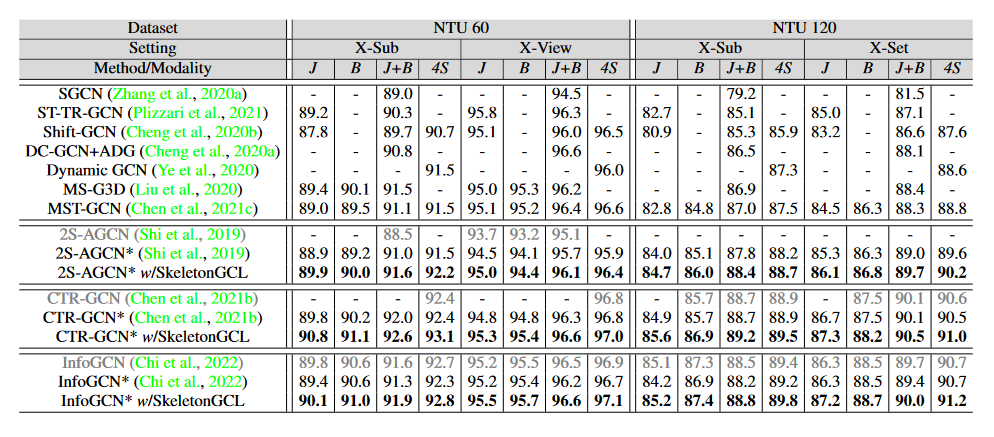 Dataset NTU 60 NTU 120
Setting X-Sub X-View X-Sub X-Set
Method/Modality J B J+B 4S J B J+B 4S J B J+B 4S J B J+B 4S
SGCN (Zhang et al., 2020a) - - 89.0 - - 94.5 - - 79.2 - - 81.5
ST-TR-GCN (Plizzari et al., 2021) 89.2 - 90.3 - 95.8 - 96.3 - 82.7 - 85.1 - 85.0 - 87.1 -
Shift-GCN (Cheng et al., 2020b) 87.8 - 89.7 90.7 95.1 - 96.0 96.5 80.9 - 85.3 85.9 83.2 - 86.6 87.6
DC-GCN+ADG (Cheng et al., 2020a) - - 90.8 - - 96.6 - - 86.5 - - 88.1
Dynamic GCN (Ye et al., 2020) - - - 91.5 - - - 96.0 - - - 87.3 - - - 88.6
MS-G3D (Liu et al., 2020) 89.4 90.1 91.5 - 95.0 95.3 96.2 - - - 86.9 - - - 88.4 -
MST-GCN (Chen et al., 2021c) 89.0 89.5 91.1 91.5 95.1 95.2 96.4 96.6 82.8 84.8 87.0 87.5 84.5 86.3 88.3 88.8
2S-AGCN (Shi et al., 2019) - - 88.5 - 93.7 93.2 95.1 - - - - - - - - -
2S-AGCN* (Shi et al., 2019) 88.9 89.2 91.0 91.5 94.5 94.1 95.7 95.9 84.0 85.1 87.8 88.2 85.3 86.3 89.0 89.6
2S-AGCN* w/SkeletonGCL 89.9 90.0 91.6 92.2 95.0 94.4 96.1 96.4 84.7 86.0 88.4 88.7 86.1 86.8 89.7 90.2
CTR-GCN (Chen et al., 2021b) - - - 92.4 - - - 96.8 - 85.7 88.7 88.9 - 87.5 90.1 90.6
CTR-GCN* (Chen et al., 2021b) 89.8 90.2 92.0 92.4 94.8 94.8 96.3 96.8 84.9 85.7 88.7 88.9 86.7 87.5 90.1 90.5
CTR-GCN* w/SkeletonGCL 90.8 91.1 92.6 93.1 95.3 95.4 96.6 97.0 85.6 86.9 89.2 89.5 87.3 88.2 90.5 91.0
InfoGCN (Chi et al., 2022) 89.8 90.6 91.6 92.7 95.2 95.5 96.5 96.9 85.1 87.3 88.5 89.4 86.3 88.5 89.7 90.7
InfoGCN* (Chi et al., 2022) 89.4 90.6 91.3 92.3 95.2 95.4 96.2 96.7 84.2 86.9 88.2 89.2 86.3 88.5 89.4 90.7
InfoGCN* w/SkeletonGCL 90.1 91.0 91.9 92.8 95.5 95.7 96.6 97.1 85.2 87.4 88.8 89.8 87.2 88.7 90.0 91.2